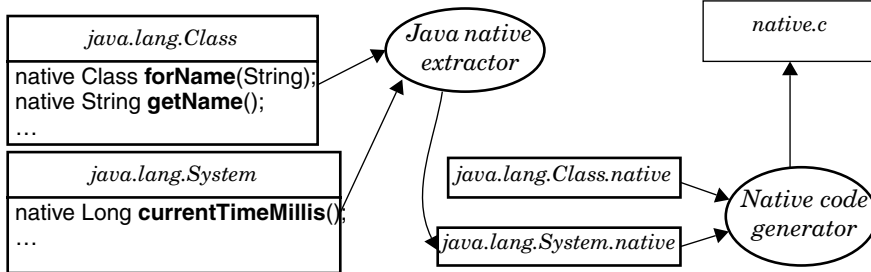 java.lang.Class
native Class forName(String);
native String getName();
…
java.lang.System
native Long currentTimeMillis();
…
Java native
extractor
java.lang.Class.native
java.lang.System.native
native.c
Native code
generator